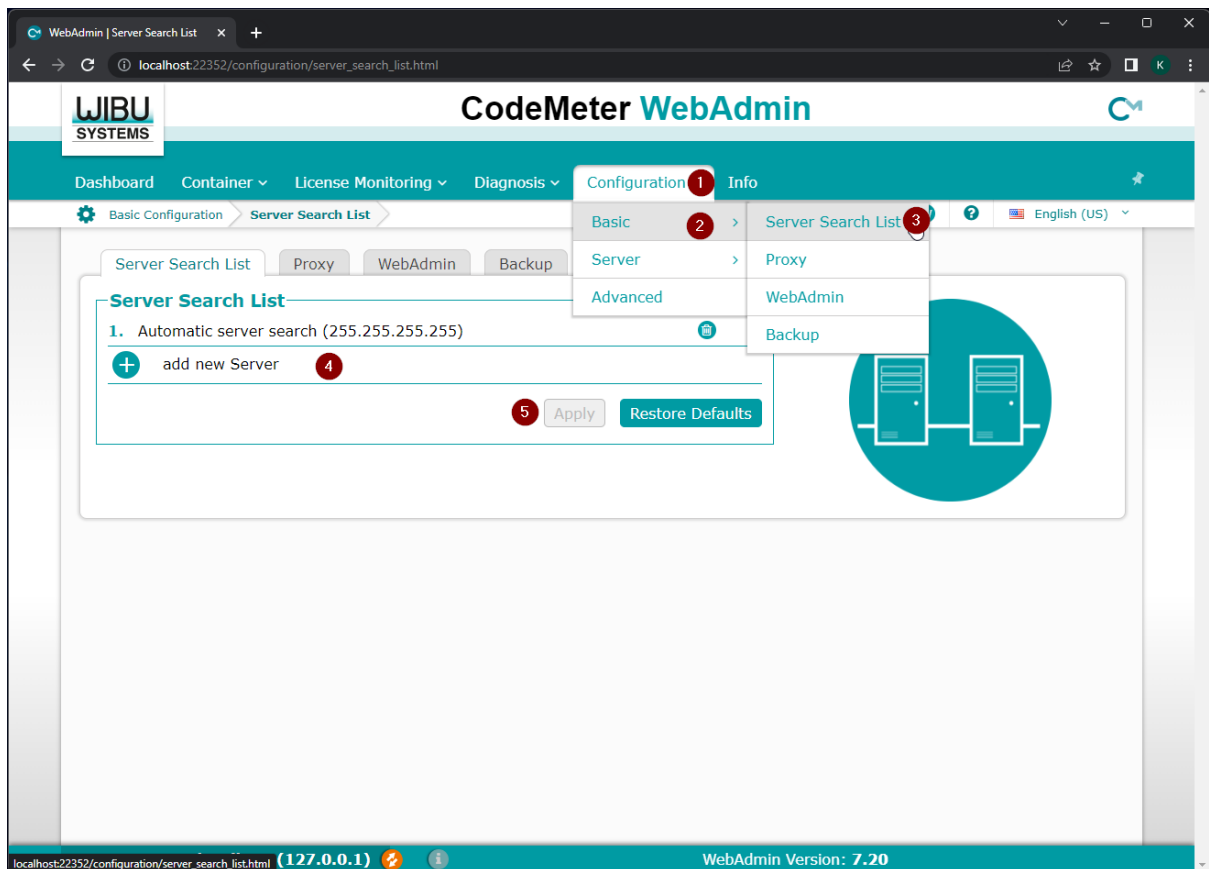 WebAdmin | Server Search List
localhost:22352/configuration/server_search_list.html
K
WIBU
SYSTEMS
CodeMeter WebAdmin
Dashboard Container License Monitoring Diagnosis Configuration 1 Info
Basic Configuration Server Search List
English (US)
Basic 2
Server
Advanced
Server Search List 3
Proxy
WebAdmin
Backup
Server Search List Proxy WebAdmin Backup
Server Search List
1. Automatic server search (255.255.255.255)
add new Server 4
5 Apply Restore Defaults
localhost:22352/configuration/server_search_list.html
(127.0.0.1)
WebAdmin Version: 7.20